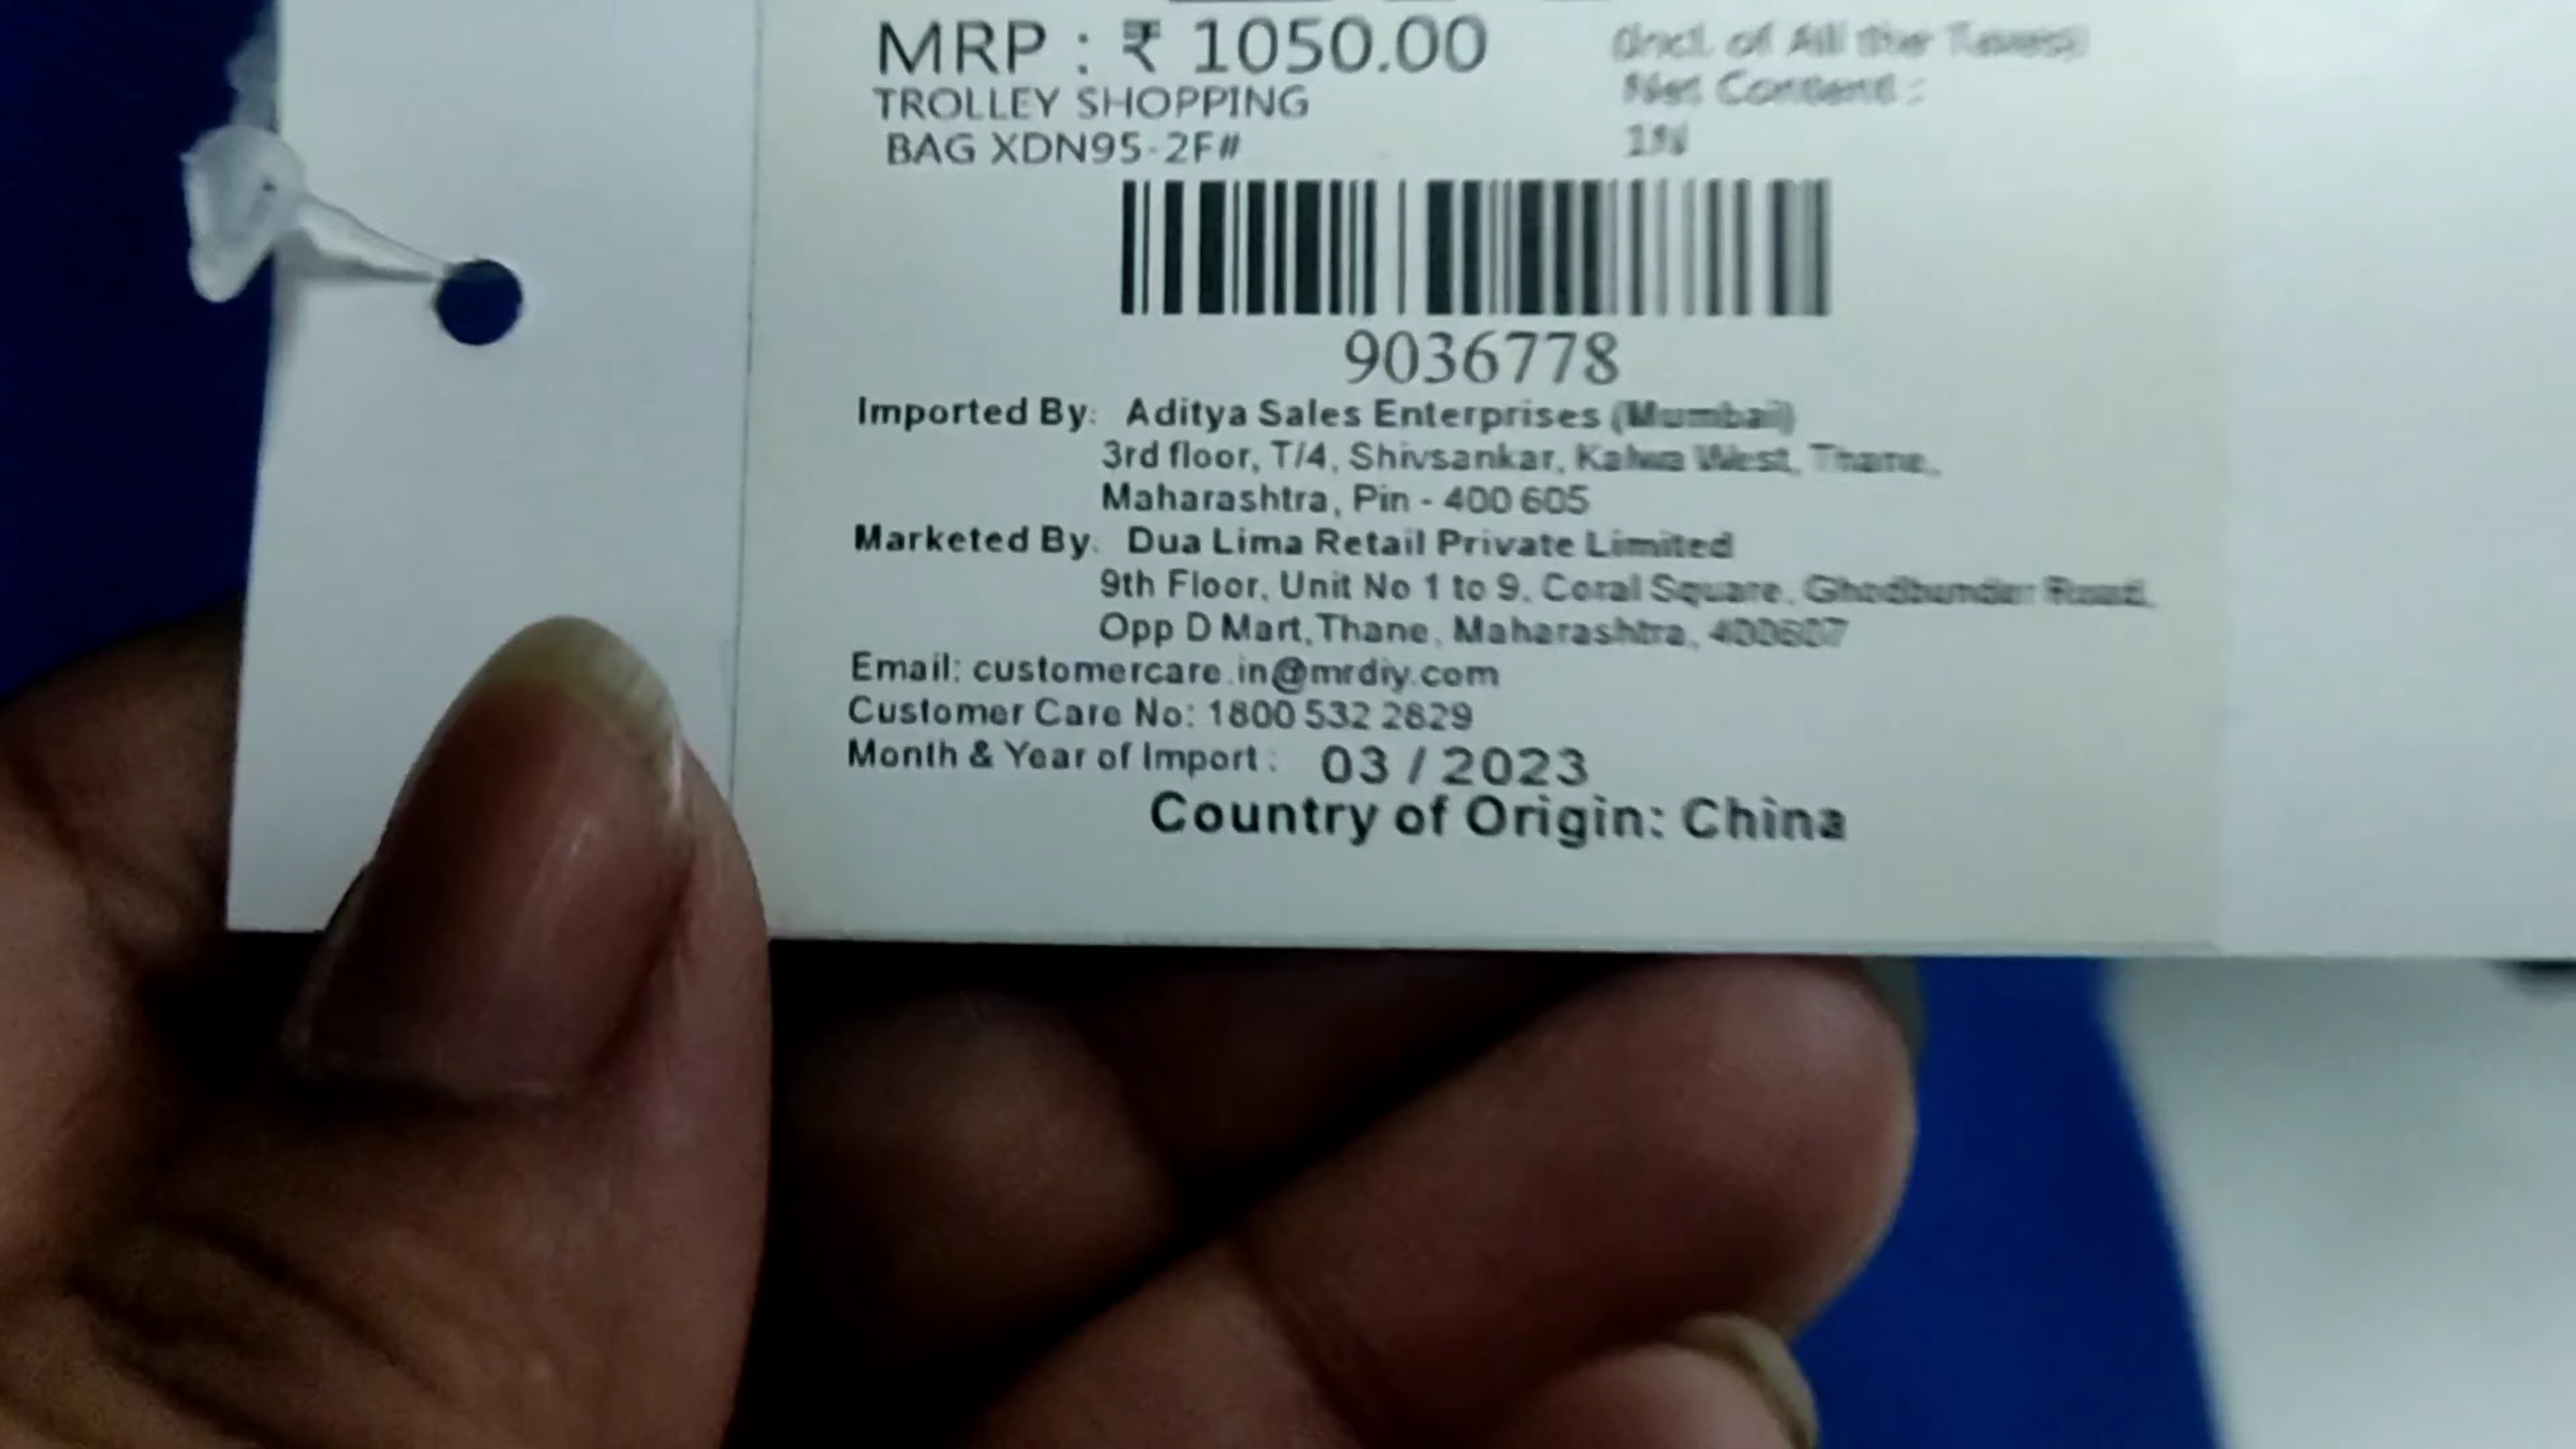 MRP : ₹ 1050.00
(Incl. of All the Taxes)
TROLLEY SHOPPING
Net Content :
BAG XDN95-2F#
1N
9036778
Imported By: Aditya Sales Enterprises (Mumbai)
3rd floor, T/4, Shivsankar, Kalwa West, Thane,
Maharashtra, Pin - 400 605
Marketed By: Dua Lima Retail Private Limited
9th Floor, Unit No 1 to 9, Coral Square, Ghodbunder Road,
Opp D Mart, Thane, Maharashtra, 400607
Email: customercare.in@mrdiy.com
Customer Care No: 1800 532 2829
Month & Year of Import : 03 / 2023
Country of Origin: China